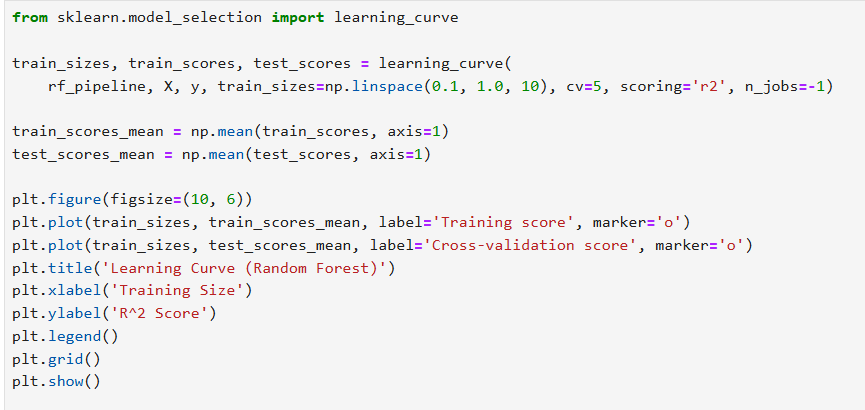 from sklearn.model_selection import learning_curve
train_sizes, train_scores, test_scores = learning_curve(
rf_pipeline, X, y, train_sizes=np.linspace(0.1, 1.0, 10), cv=5, scoring='r2', n_jobs=-1)
train_scores_mean = np.mean(train_scores, axis=1)
test_scores_mean = np.mean(test_scores, axis=1)
plt.figure(figsize=(10, 6))
plt.plot(train_sizes, train_scores_mean, label='Training score', marker='o')
plt.plot(train_sizes, test_scores_mean, label='Cross-validation score', marker='o')
plt.title('Learning Curve (Random Forest)')
plt.xlabel('Training Size')
plt.ylabel('R^2 Score')
plt.legend()
plt.grid()
plt.show()